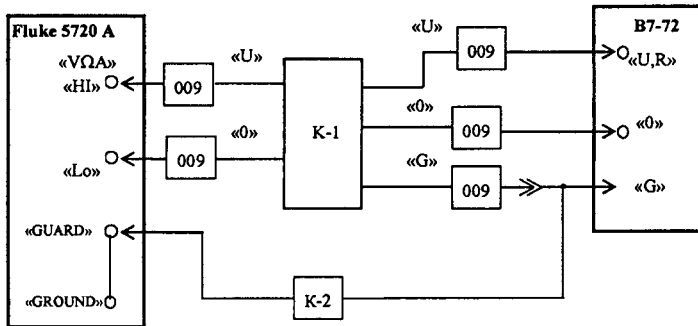 Fluke 5720 A
B7-72
«VΩA»
«HI»
009
«U»
K-1
«U»
009
«U,R»
«Lo»
009
«0»
«0»
009
«0»
«G»
009
«G»
«GUARD»
K-2
«GROUND»